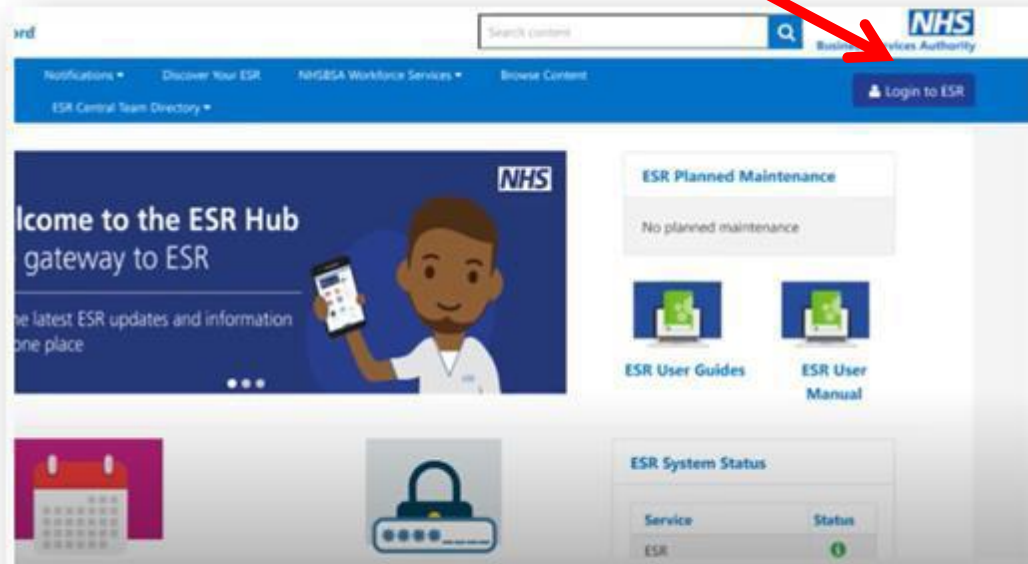 ord
Search content
NHS
Business Services Authority
Notifications
Discover Your ESR
NHSBSA Workforce Services
Browse Content
Login to ESR
ESR Central Team Directory
NHS
lcome to the ESR Hub
gateway to ESR
he latest ESR updates and information
one place
ESR Planned Maintenance
No planned maintenance
ESR User Guides
ESR User
Manual
ESR System Status
Service
Status
ESR